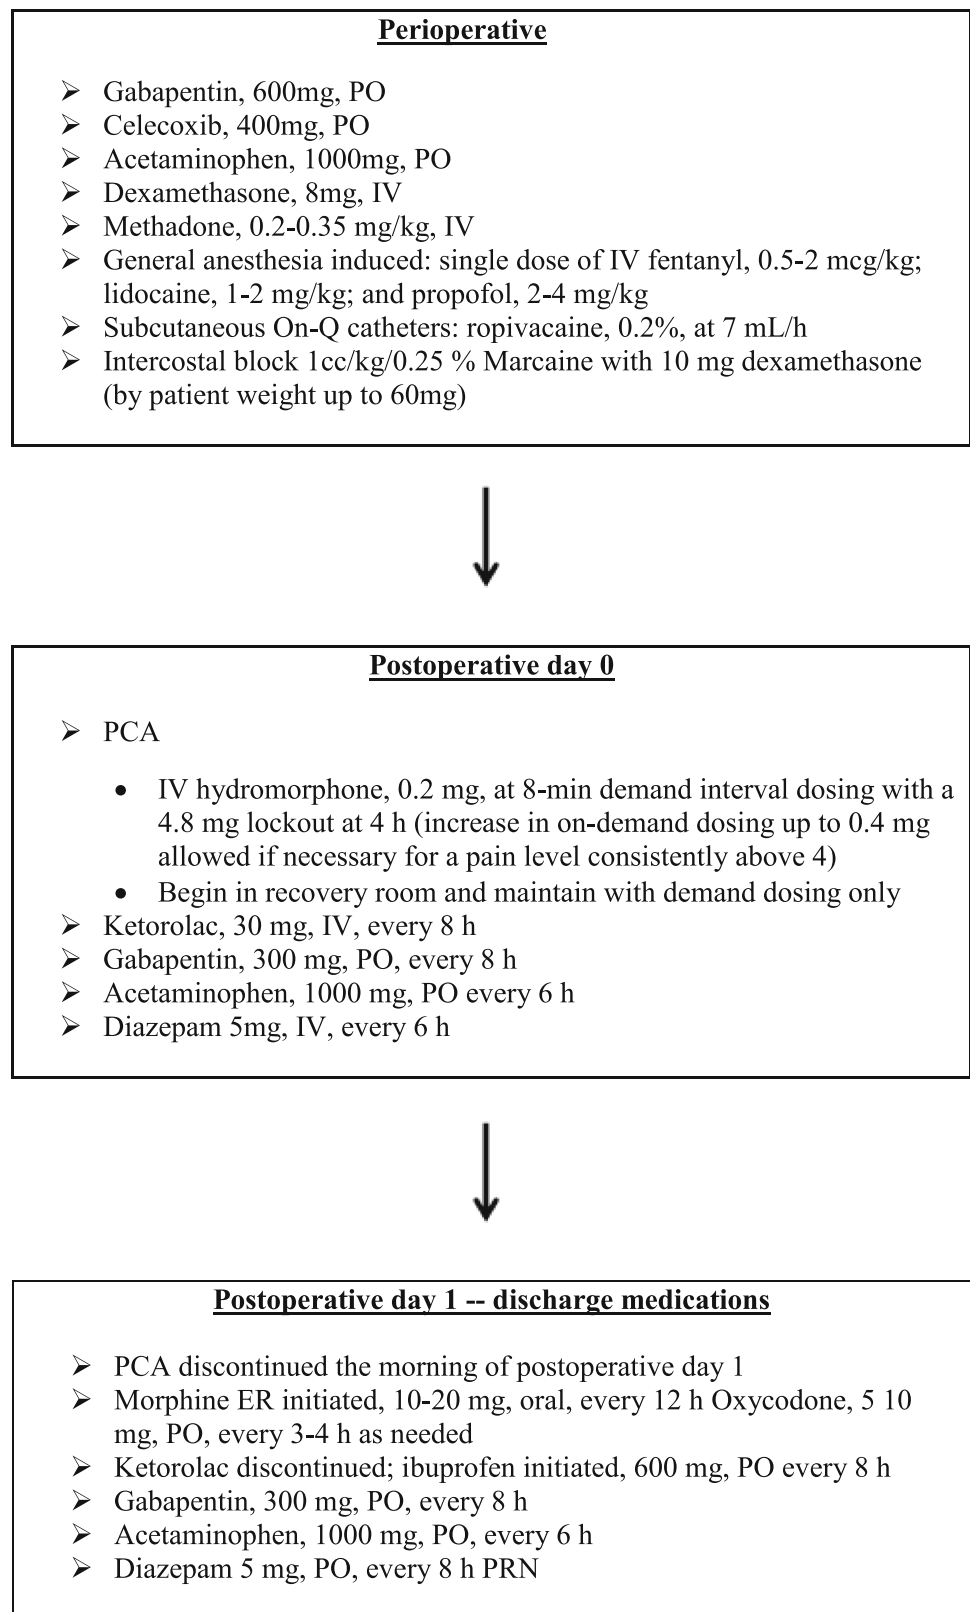 Perioperative
➢ Gabapentin, 600mg, PO
➢ Celecoxib, 400mg, PO
➢ Acetaminophen, 1000mg, PO
➢ Dexamethasone, 8mg, IV
➢ Methadone, 0.2-0.35 mg/kg, IV
➢ General anesthesia induced: single dose of IV fentanyl, 0.5-2 mcg/kg;
lidocaine, 1-2 mg/kg; and propofol, 2-4 mg/kg
➢ Subcutaneous On-Q catheters: ropivacaine, 0.2%, at 7 mL/h
➢ Intercostal block 1cc/kg/0.25 % Marcaine with 10 mg dexamethasone
(by patient weight up to 60mg)
Postoperative day 0
➢ PCA
• IV hydromorphone, 0.2 mg, at 8-min demand interval dosing with a
4.8 mg lockout at 4 h (increase in on-demand dosing up to 0.4 mg
allowed if necessary for a pain level consistently above 4)
• Begin in recovery room and maintain with demand dosing only
➢ Ketorolac, 30 mg, IV, every 8 h
➢ Gabapentin, 300 mg, PO, every 8 h
➢ Acetaminophen, 1000 mg, PO every 6 h
➢ Diazepam 5mg, IV, every 6 h
Postoperative day 1 -- discharge medications
➢ PCA discontinued the morning of postoperative day 1
➢ Morphine ER initiated, 10-20 mg, oral, every 12 h Oxycodone, 5 10
mg, PO, every 3-4 h as needed
➢ Ketorolac discontinued; ibuprofen initiated, 600 mg, PO every 8 h
➢ Gabapentin, 300 mg, PO, every 8 h
➢ Acetaminophen, 1000 mg, PO, every 6 h
➢ Diazepam 5 mg, PO, every 8 h PRN